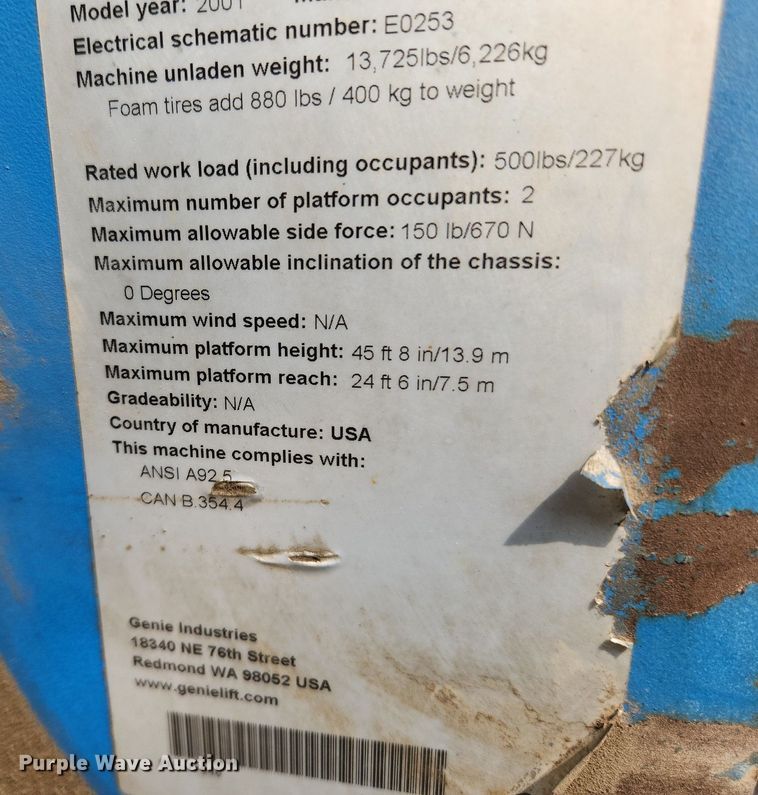 Model year: 2001
Electrical schematic number: E0253
Machine unladen weight: 13,725lbs/6,226kg
Foam tires add 880 lbs / 400 kg to weight
Rated work load (including occupants): 500lbs/227kg
Maximum number of platform occupants: 2
Maximum allowable side force: 150 lb/670 N
Maximum allowable inclination of the chassis:
0 Degrees
Maximum wind speed: N/A
Maximum platform height: 45 ft 8 in/13.9 m
Maximum platform reach: 24 ft 6 in/7.5 m
Gradeability: N/A
Country of manufacture: USA
This machine complies with:
ANSI A92.5
CAN B.354.4
Genie Industries
18340 NE 76th Street
Redmond WA 98052 USA
www.genielift.com
Purple Wave Auction